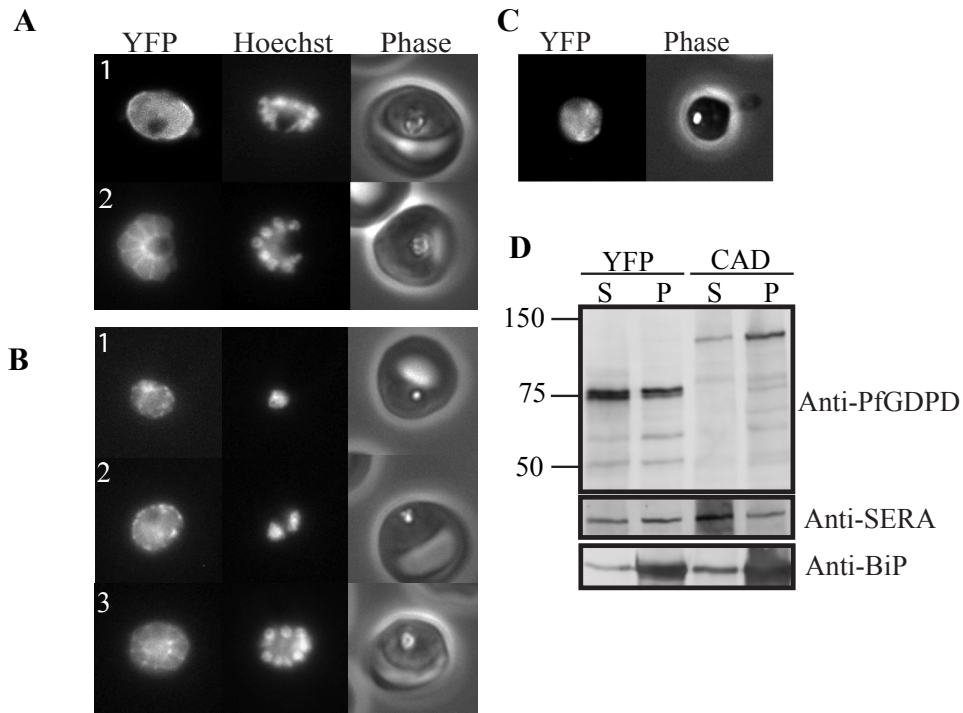 A
YFP Hoechst Phase
1
2
B
1
2
3
C
YFP Phase
D
YFP CAD
S P S P
150
75
50
Anti-PfGDPD
Anti-SERA
Anti-BiP